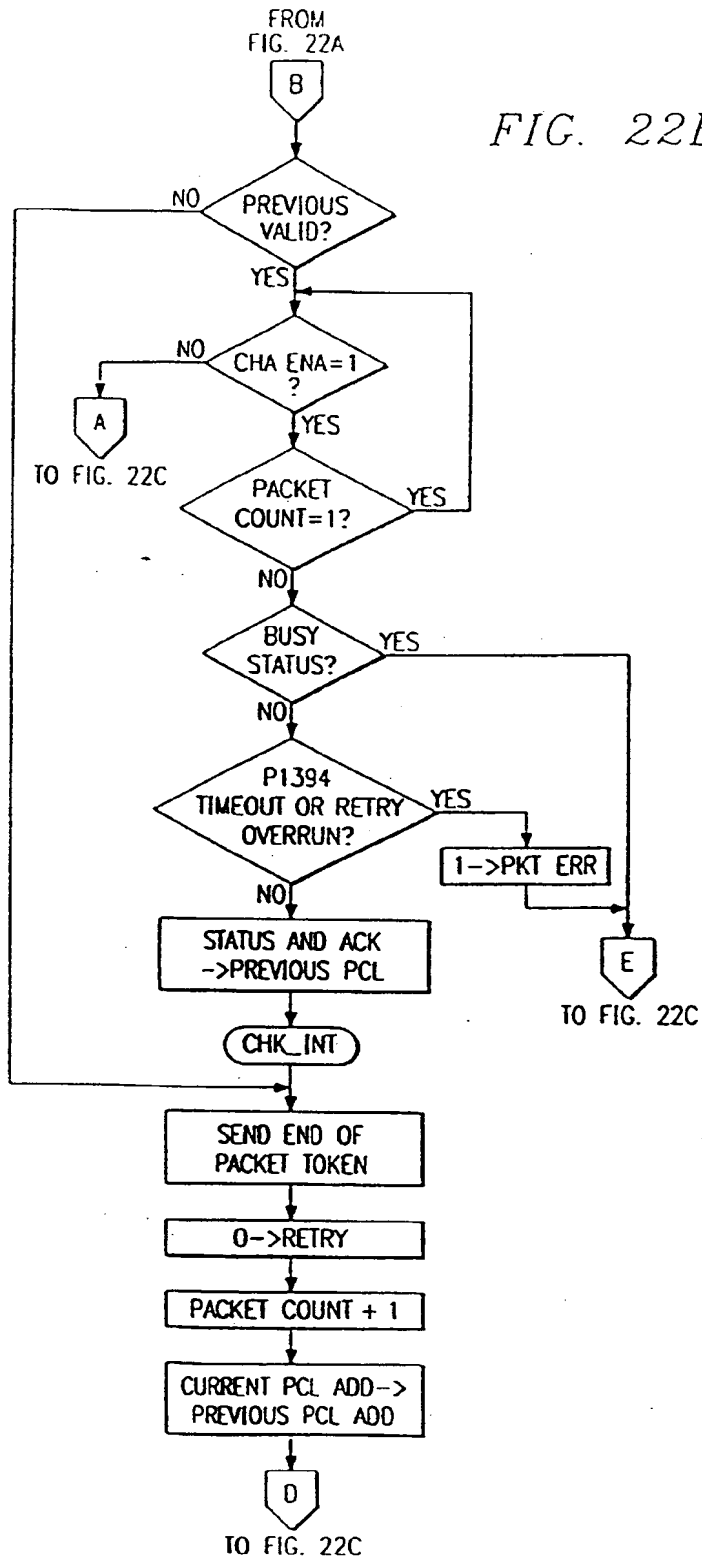 FROM
FIG. 22A
B
FIG. 22
NO
PREVIOUS
VALID?
YES
NO
CHA ENA=1
?
A
YES
TO FIG. 22C
PACKET
COUNT=1?
YES
NO
BUSY
STATUS?
YES
NO
P1394
TIMEOUT OR RETRY
OVERRUN?
YES
1->PKT ERR
NO
STATUS AND ACK
->PREVIOUS PCL
E
TO FIG. 22C
CHK_INT
SEND END OF
PACKET TOKEN
0->RETRY
PACKET COUNT + 1
CURRENT PCL ADD->
PREVIOUS PCL ADD
D
TO FIG. 22C